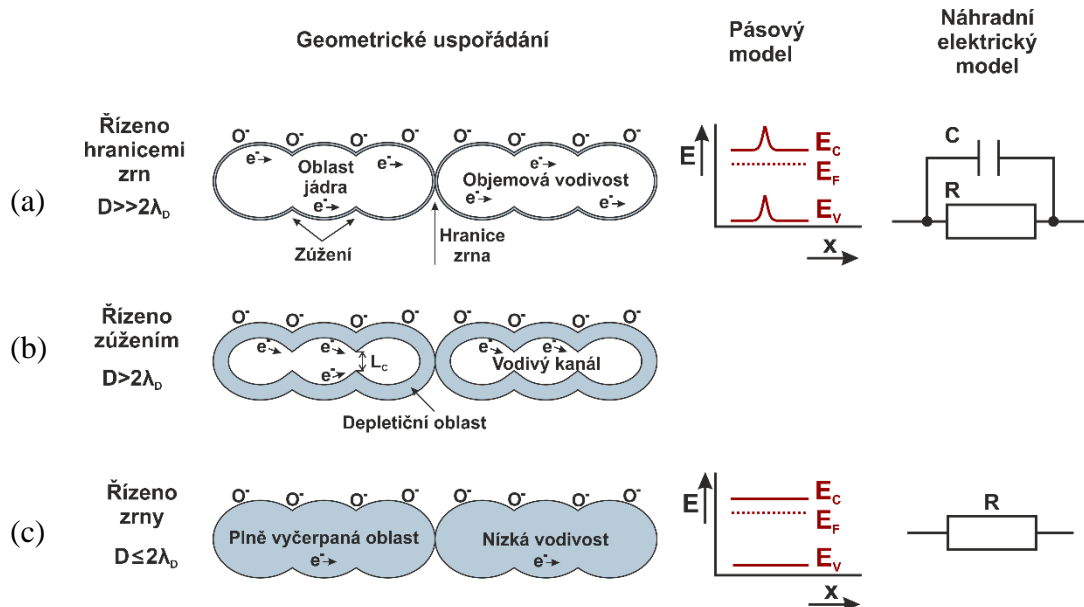 Geometrické uspořádání
Pásový
model
Náhradní
elektrický
model
(a)
Řízeno
hranicemi
zrn
D>>2λD
O- O- O- O- O- O- O- O-
e- e- e-
Oblast
jádra
e-
Zúžení
e-
Objemová vodivost
e- e-
Hranice
zrna
E
EC
EF
EV
x
C
R
(b)
Řízeno
zúžením
D>2λD
O- O- O- O- O- O- O- O-
e- e- e- e-
Lc
e-
Vodivý kanál
Depletiční oblast
(c)
Řízeno
zrny
D≤2λD
O- O- O- O- O- O- O- O-
Plně vyčerpaná oblast
e-
Nízká vodivost
e-
E
EC
EF
EV
x
R